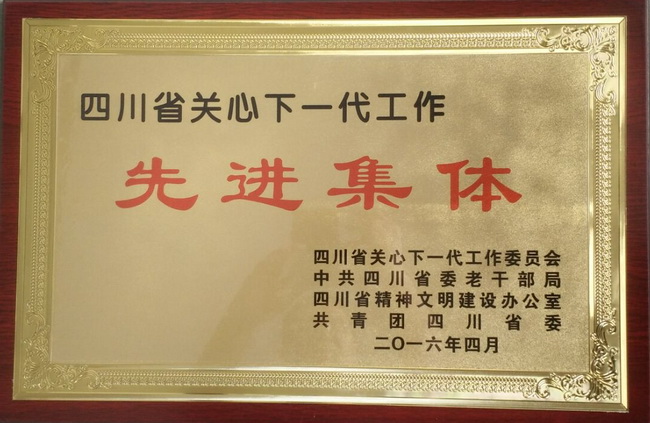 四川省关心下一代工作
先进集体
四川省关心下一代工作委员会
中共四川省委老干部局
四川省精神文明建设办公室
共青团四川省委
二〇一六年四月